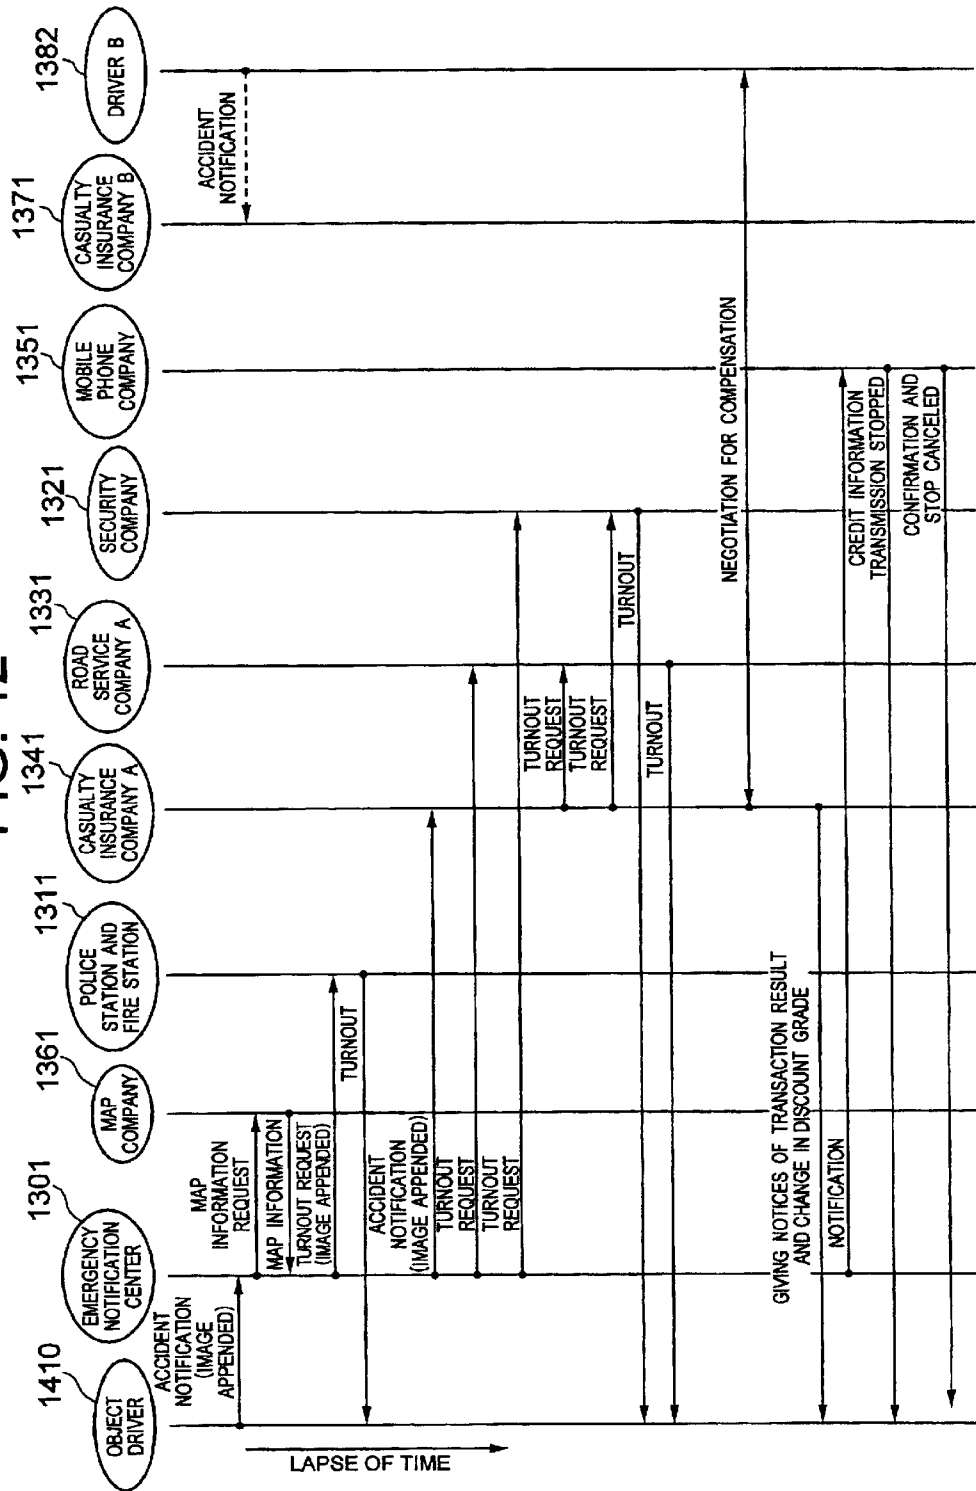 FIG. 12
1410
1301
1361
1311
1341
1331
1321
1351
1371
1382
OBJECT
DRIVER
EMERGENCY
NOTIFICATION
CENTER
MAP
COMPANY
POLICE
STATION AND
FIRE STATION
CASUALTY
INSURANCE
COMPANY A
ROAD
SERVICE
COMPANY A
SECURITY
COMPANY
MOBILE
PHONE
COMPANY
CASUALTY
INSURANCE
COMPANY B
DRIVER B
ACCIDENT
NOTIFICATION
(IMAGE
APPENDED)
ACCIDENT
NOTIFICATION
MAP
INFORMATION
REQUEST
MAP INFORMATION
TURNOUT REQUEST
(IMAGE APPENDED)
TURNOUT
ACCIDENT
NOTIFICATION
(IMAGE APPENDED)
TURNOUT
REQUEST
TURNOUT
REQUEST
TURNOUT
REQUEST
TURNOUT
REQUEST
TURNOUT
TURNOUT
NEGOTIATION FOR COMPENSATION
GIVING NOTICES OF TRANSACTION RESULT
AND CHANGE IN DISCOUNT GRADE
NOTIFICATION
CREDIT INFORMATION
TRANSMISSION STOPPED
CONFIRMATION AND
STOP CANCELED
LAPSE OF TIME